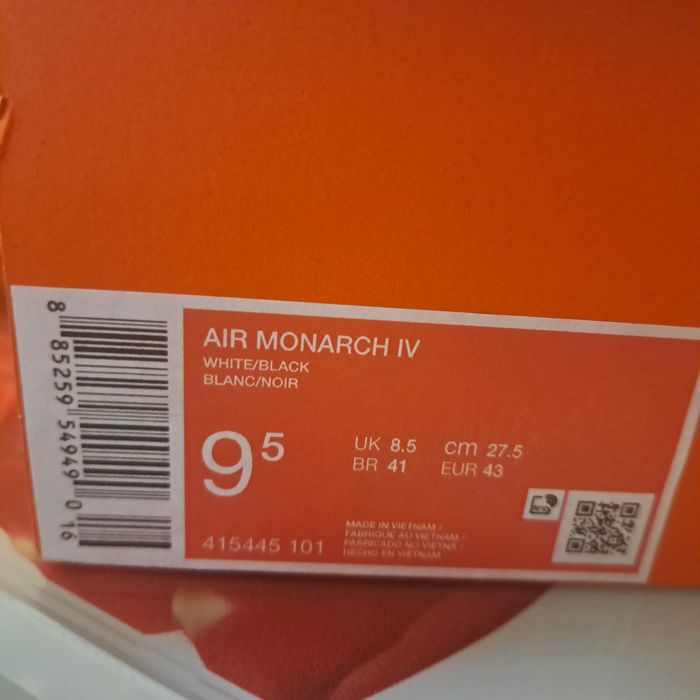 AIR MONARCH IV
WHITE/BLACK
BLANC/NOIR
9⁵
UK 8.5 cm 27.5
BR 41 EUR 43
415445 101
MADE IN VIETNAM /
FABRIQUÉ AU VIETNAM /
FABRICADO NO VIETNÃ /
HECHO EN VIETNAM
8 85259 54949 0 16